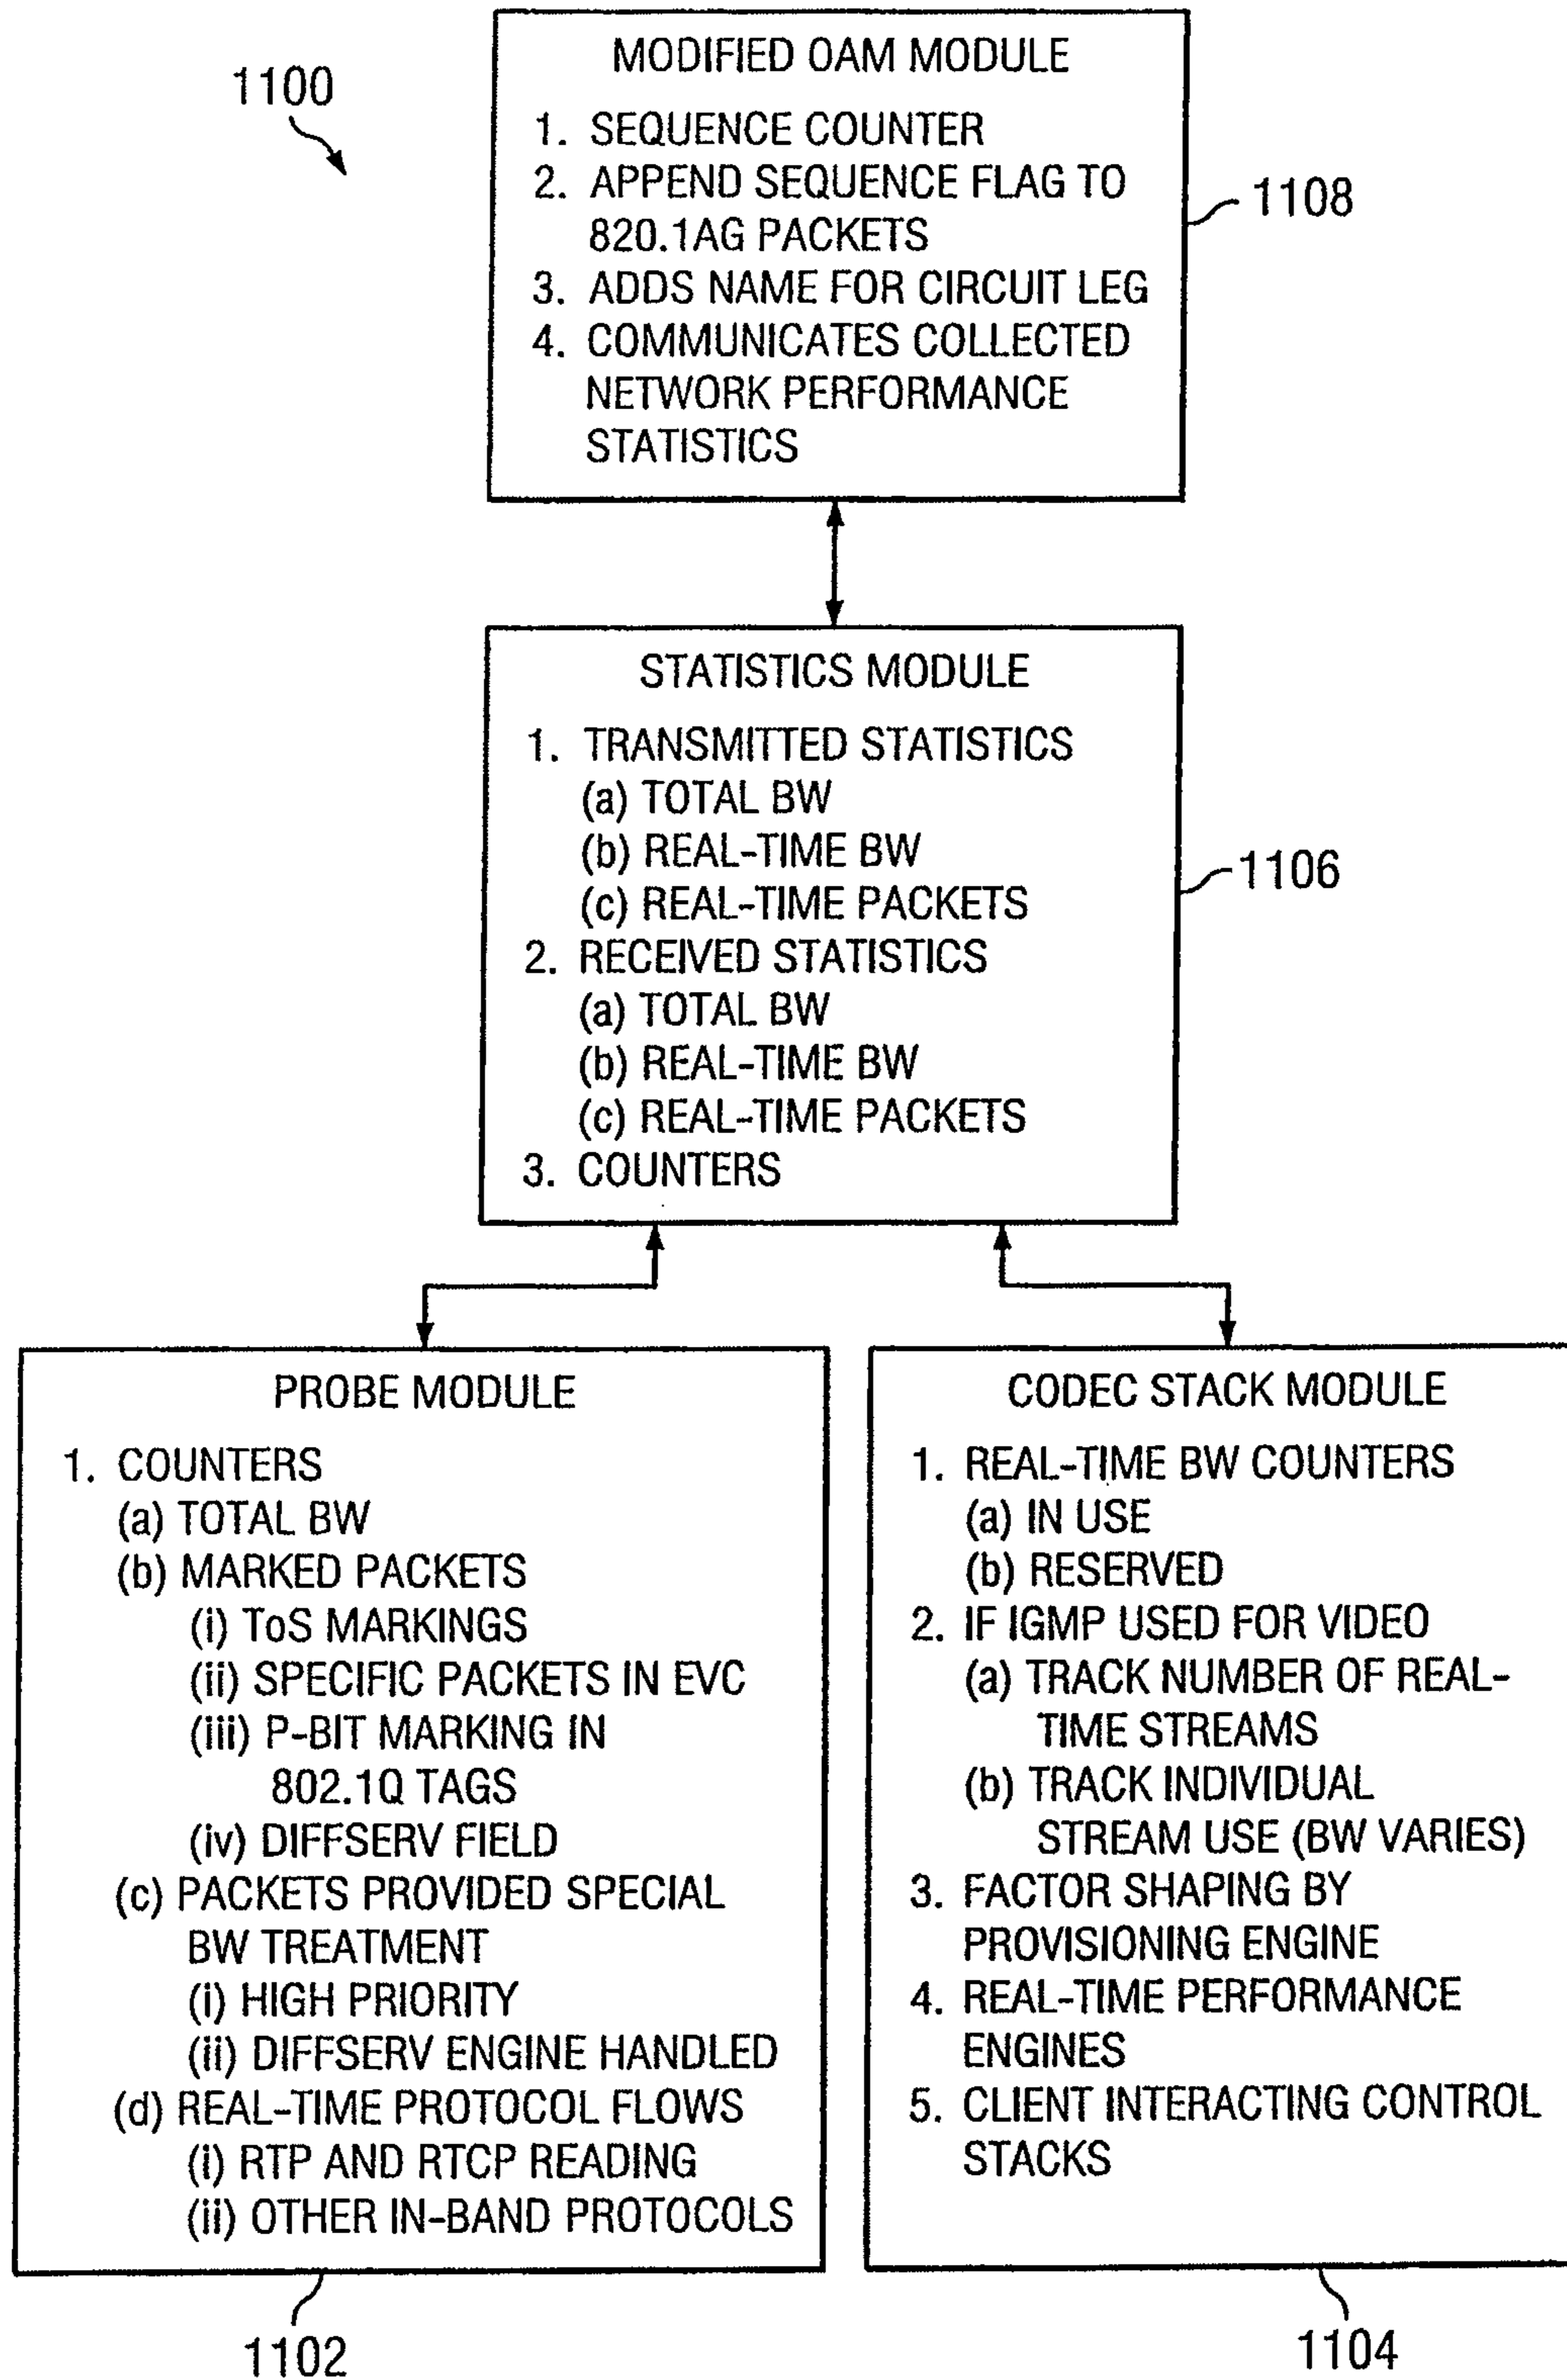 1100
MODIFIED OAM MODULE
1. SEQUENCE COUNTER
2. APPEND SEQUENCE FLAG TO
820.1AG PACKETS
3. ADDS NAME FOR CIRCUIT LEG
4. COMMUNICATES COLLECTED
NETWORK PERFORMANCE
STATISTICS
1108
STATISTICS MODULE
1. TRANSMITTED STATISTICS
(a) TOTAL BW
(b) REAL-TIME BW
(c) REAL-TIME PACKETS
2. RECEIVED STATISTICS
(a) TOTAL BW
(b) REAL-TIME BW
(c) REAL-TIME PACKETS
3. COUNTERS
1106
PROBE MODULE
1. COUNTERS
(a) TOTAL BW
(b) MARKED PACKETS
(i) ToS MARKINGS
(ii) SPECIFIC PACKETS IN EVC
(iii) P-BIT MARKING IN
802.1Q TAGS
(iv) DIFFSERV FIELD
(c) PACKETS PROVIDED SPECIAL
BW TREATMENT
(i) HIGH PRIORITY
(ii) DIFFSERV ENGINE HANDLED
(d) REAL-TIME PROTOCOL FLOWS
(i) RTP AND RTCP READING
(ii) OTHER IN-BAND PROTOCOLS
1102
CODEC STACK MODULE
1. REAL-TIME BW COUNTERS
(a) IN USE
(b) RESERVED
2. IF IGMP USED FOR VIDEO
(a) TRACK NUMBER OF REAL-
TIME STREAMS
(b) TRACK INDIVIDUAL
STREAM USE (BW VARIES)
3. FACTOR SHAPING BY
PROVISIONING ENGINE
4. REAL-TIME PERFORMANCE
ENGINES
5. CLIENT INTERACTING CONTROL
STACKS
1104